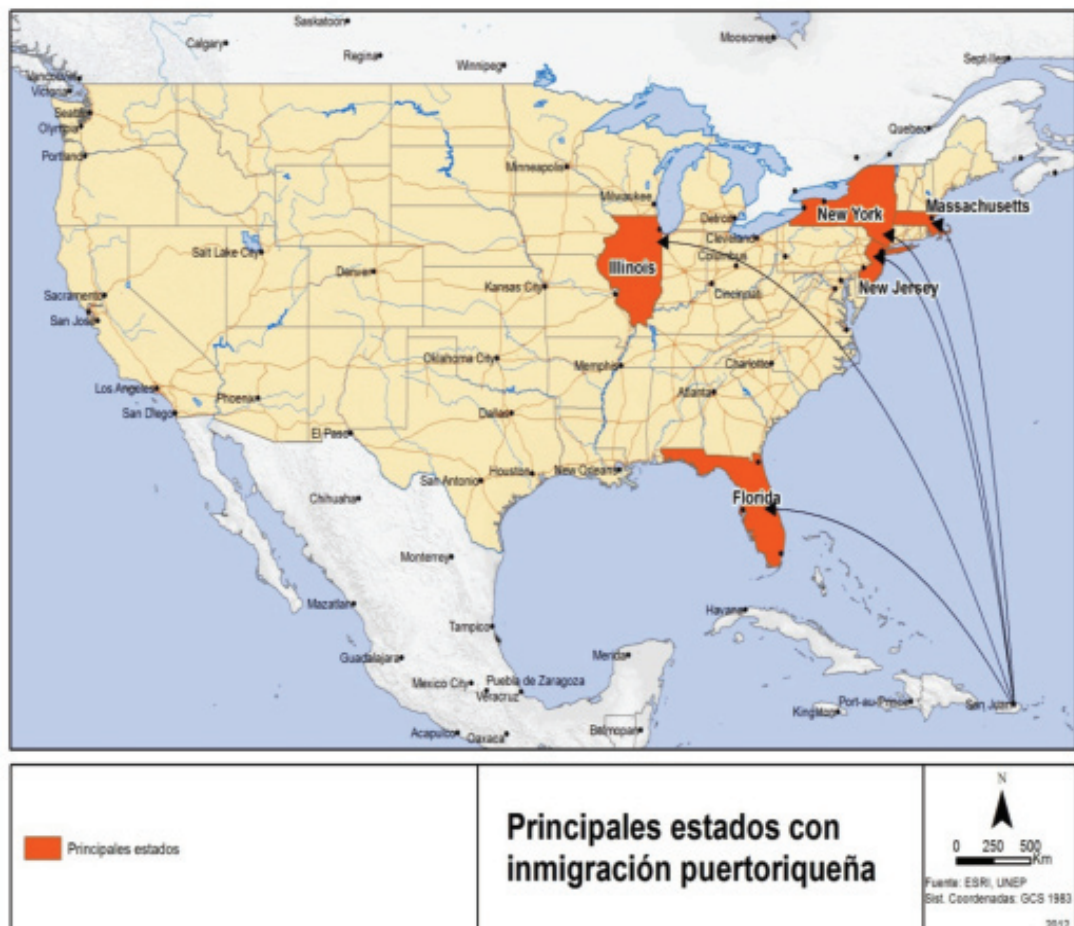 Saskatoon
Calgary
Regina
Winnipeg
Moosonee
Sept-Iles
Vancouver
Victoria
Seattle
Olympia
Portland
Quebec
Minneapolis
Milwaukee
Detroit
New York
Massachusetts
Salt Lake City
Cleveland
Columbus
Illinois
Denver
Kansas City
Cincinnati
New Jersey
Sacramento
San Jose
Oklahoma City
Memphis
Charlotte
Los Angeles
Phoenix
Atlanta
San Diego
Dallas
El Paso
San Antonio
Houston
New Orleans
Florida
Chihuaha
Monterrey
Mazatlan
Havana
Tampico
Guadalajara
Merida
Mexico City
Puebla de Zaragoza
Veracruz
Kingston
Port-au-Prince
San Juan
Acapulco
Oaxaca
Belmopan
Principales estados
Principales estados con
inmigración puertoriqueña
N
0 250 500
Km
Fuente: ESRI, UNEP
Sist. Coordenadas: GCS 1983